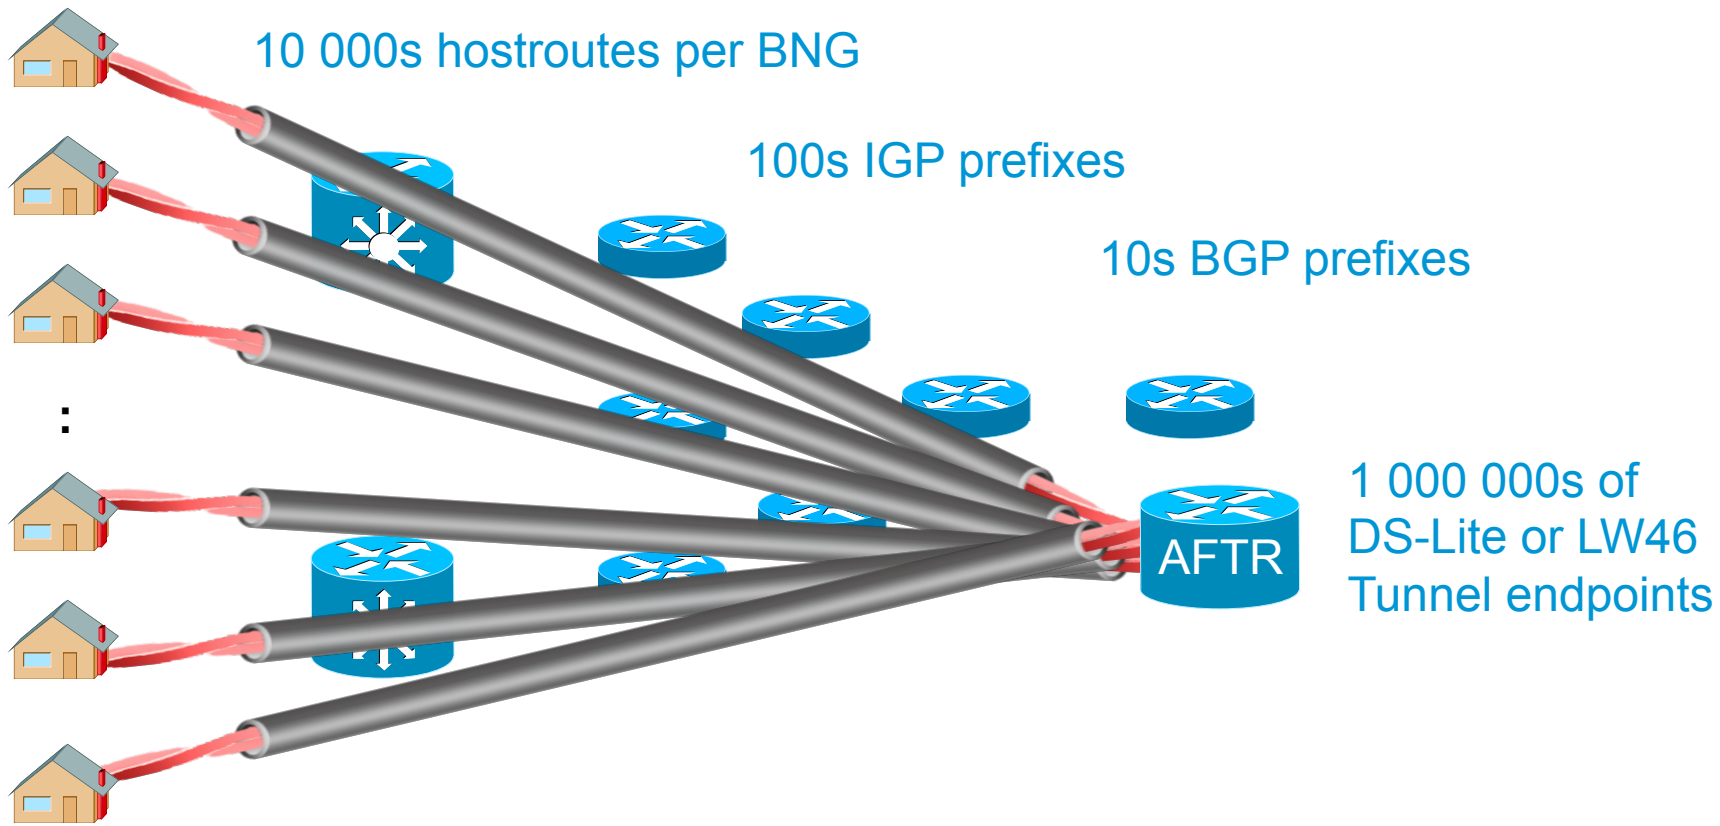 10 000s hostroutes per BNG
100s IGP prefixes
10s BGP prefixes
:
1 000 000s of
DS-Lite or LW46
Tunnel endpoints
AFTR